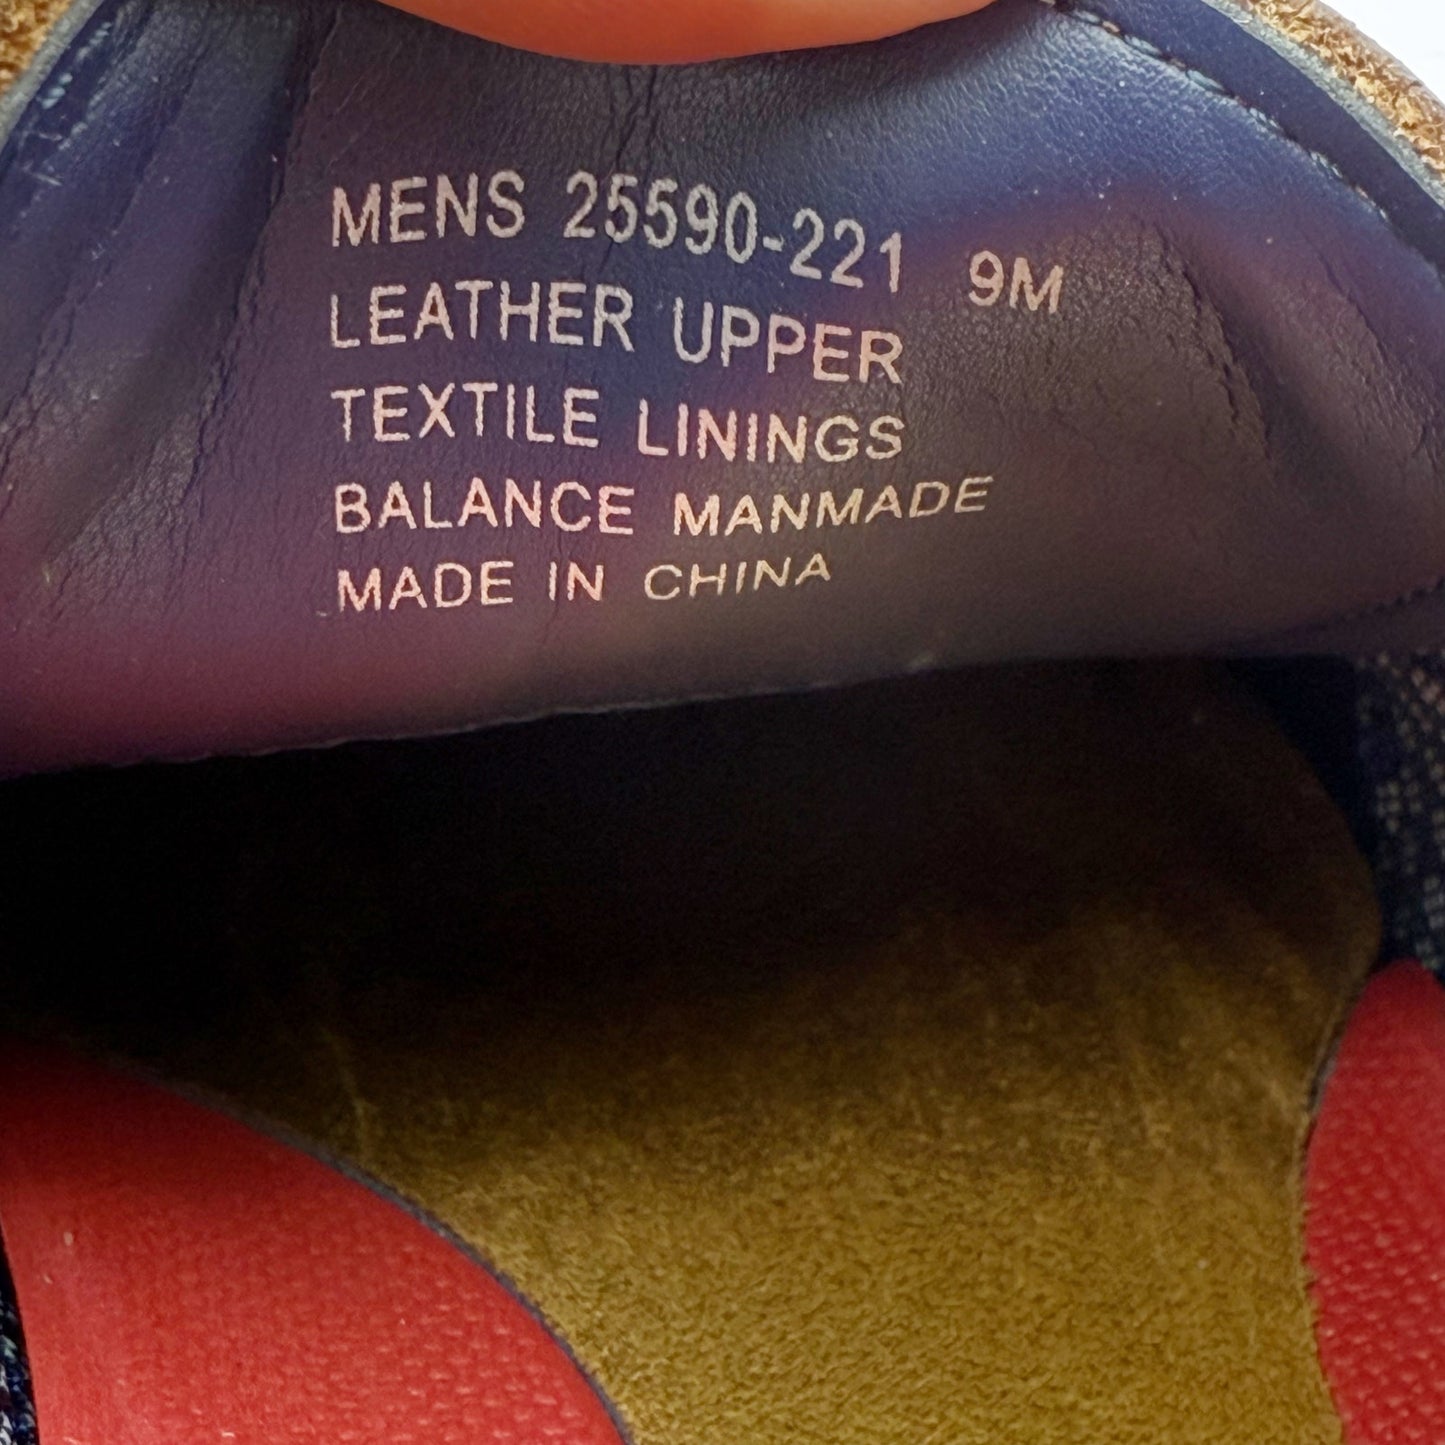 MENS 25590-221 9M
LEATHER UPPER
TEXTILE LININGS
BALANCE MANMADE
MADE IN CHINA